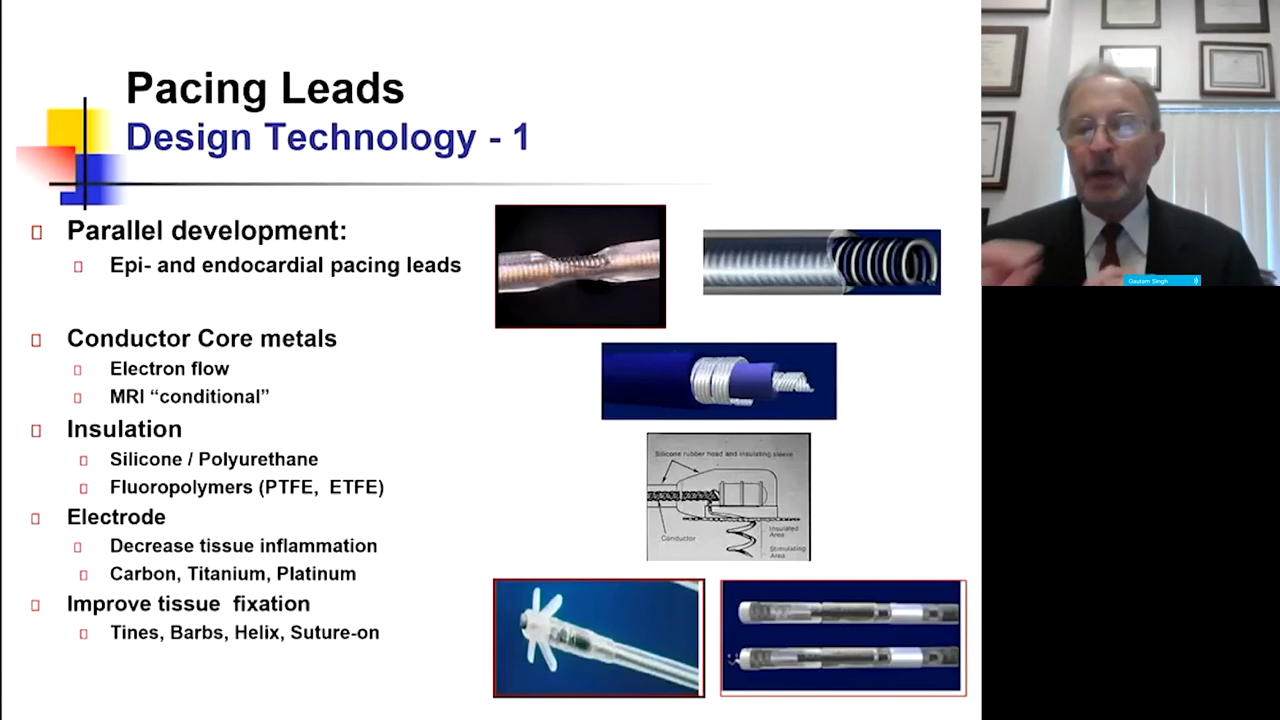 Pacing Leads
Design Technology - 1
Parallel development:
Epi- and endocardial pacing leads
Conductor Core metals
Electron flow
MRI “conditional”
Insulation
Silicone / Polyurethane
Fluoropolymers (PTFE, ETFE)
Electrode
Decrease tissue inflammation
Carbon, Titanium, Platinum
Improve tissue fixation
Tines, Barbs, Helix, Suture-on
Silicone rubber head and insulating sleeve
Conductor
Insulated
Area
Stimulating
Area
Gautam Singh